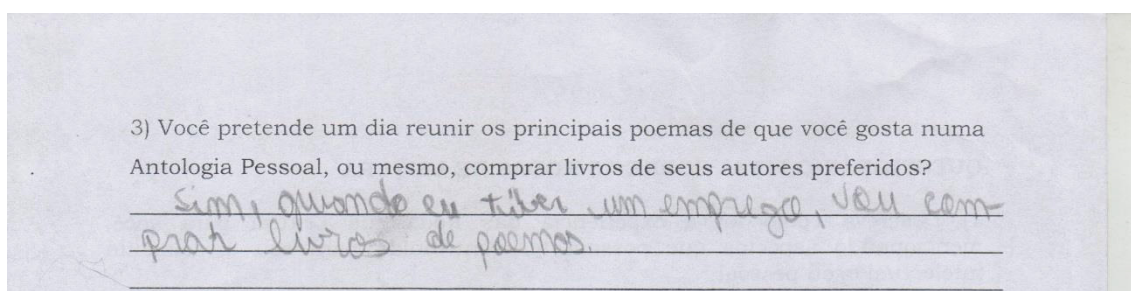 3) Você pretende um dia reunir os principais poemas de que você gosta numa
Antologia Pessoal, ou mesmo, comprar livros de seus autores preferidos?
Sim, quando eu tiver um emprego, vou com-
prar livros de poemas.